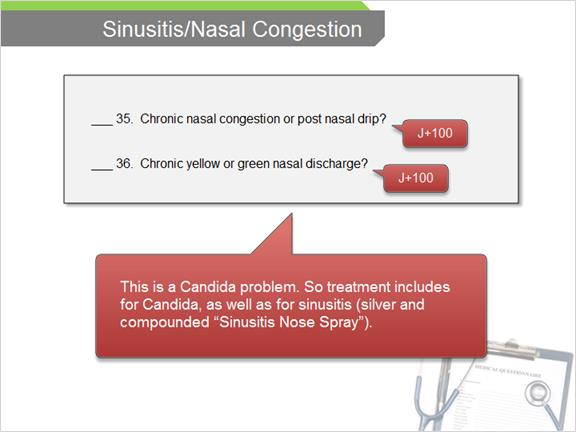 Sinusitis/Nasal Congestion
___ 35. Chronic nasal congestion or post nasal drip?
J+100
___ 36. Chronic yellow or green nasal discharge?
J+100
This is a Candida problem. So treatment includes
for Candida, as well as for sinusitis (silver and
compounded “Sinusitis Nose Spray”).
MEDICAL QUESTIONNAIRE